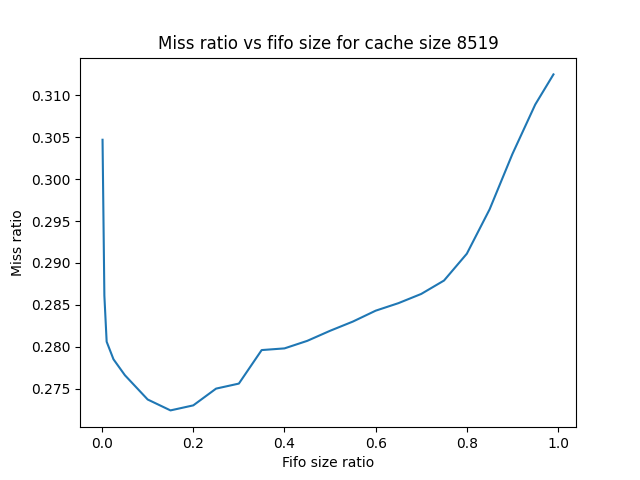 Miss ratio vs fifo size for cache size 8519
0.310
0.305
0.300
0.295
0.290
0.285
0.280
0.275
Miss ratio
0.0 0.2 0.4 0.6 0.8 1.0
Fifo size ratio